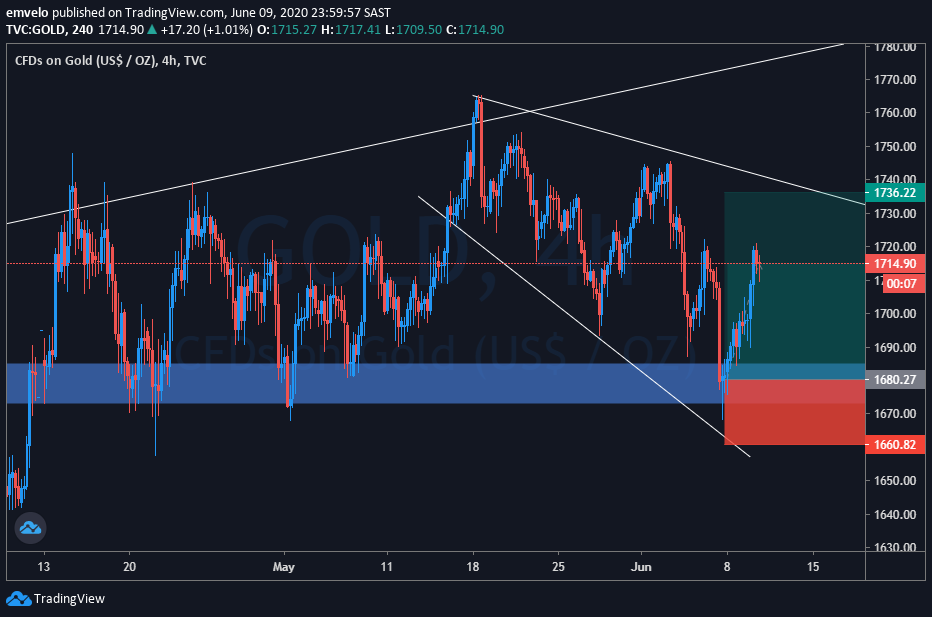 emvelo published on TradingView.com, June 09, 2020 23:59:57 SAST
TVC:GOLD, 240 1714.90 ▲ +17.20 (+1.01%) O:1715.27 H:1717.41 L:1709.50 C:1714.90
CFDs on Gold (US$ / OZ), 4h, TVC
GOLD, 4h
CFDs on Gold (US$ / OZ)
1780.00
1770.00
1760.00
1750.00
1740.00
1736.22
1730.00
1720.00
1714.90
00:07
1700.00
1690.00
1680.27
1670.00
1660.82
1650.00
1640.00
1630.00
13 20 May 11 18 25 Jun 8 15
TradingView